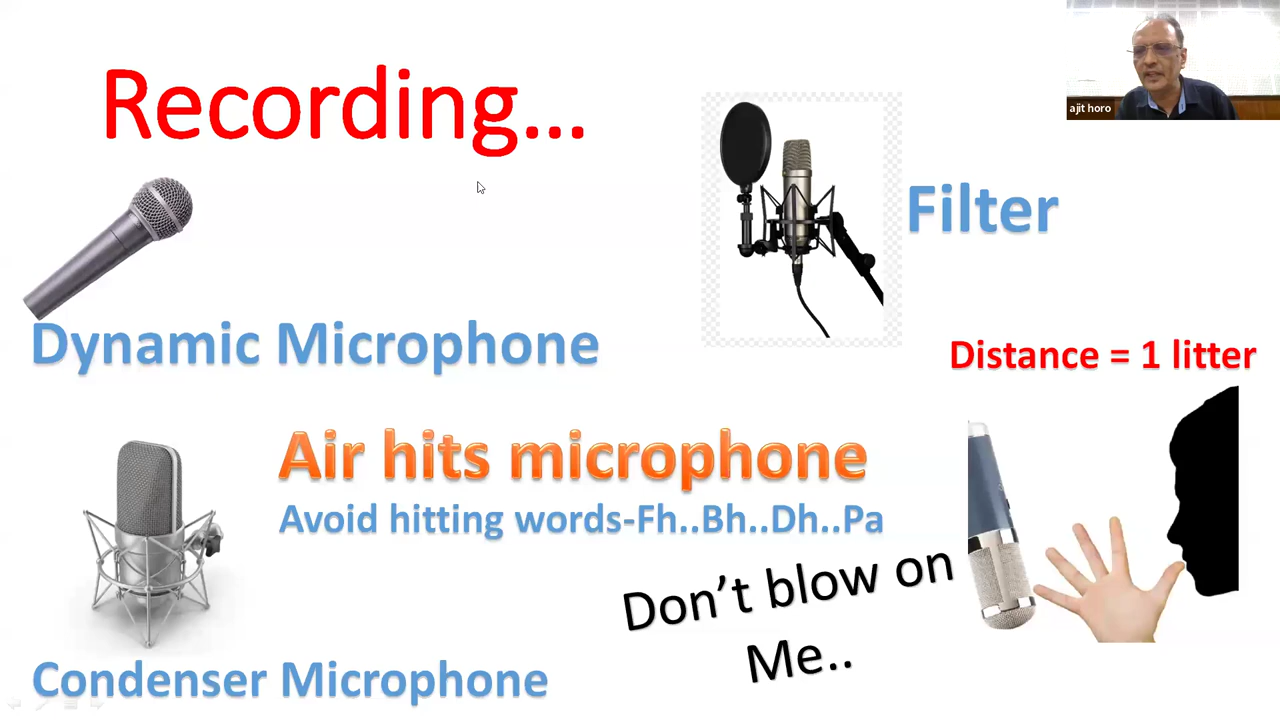 Recording...
ajit horo
Filter
Dynamic Microphone
Distance = 1 litter
Air hits microphone
Avoid hitting words-Fh..Bh..Dh..Pa
Don't blow on
Me..
Condenser Microphone